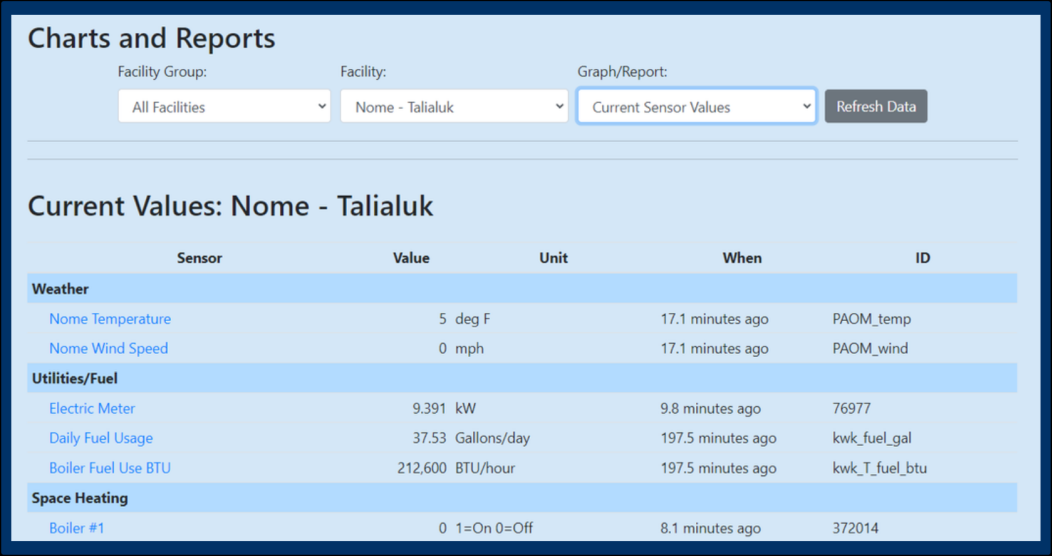 Charts and Reports
Facility Group: Facility: Graph/Report:
All Facilities Nome - Talialuk Current Sensor Values Refresh Data
Current Values: Nome - Talialuk
Sensor Value Unit When ID
Weather
Nome Temperature 5 deg F 17.1 minutes ago PAOM_temp
Nome Wind Speed 0 mph 17.1 minutes ago PAOM_wind
Utilities/Fuel
Electric Meter 9.391 kW 9.8 minutes ago 76977
Daily Fuel Usage 37.53 Gallons/day 197.5 minutes ago kwk_fuel_gal
Boiler Fuel Use BTU 212,600 BTU/hour 197.5 minutes ago kwk_T_fuel_btu
Space Heating
Boiler #1 0 1=On 0=Off 8.1 minutes ago 372014